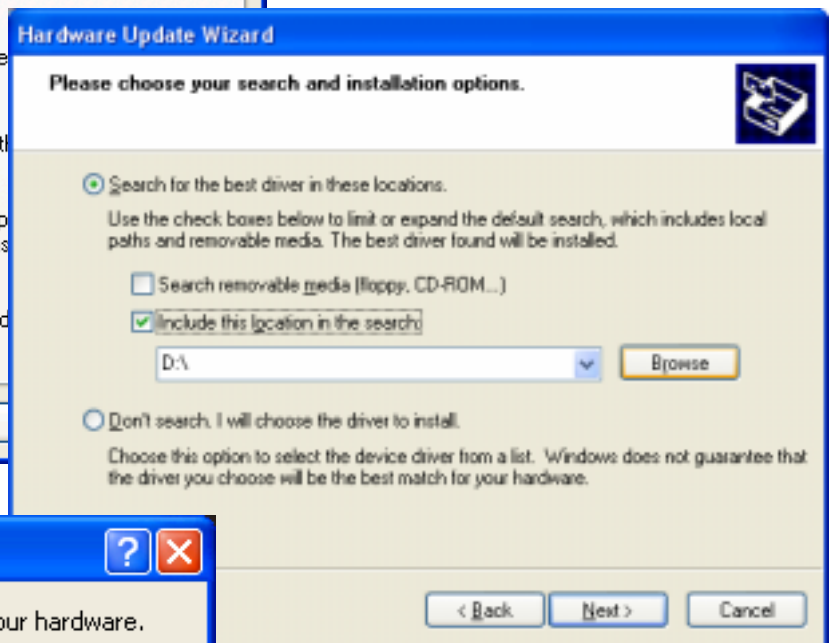 Hardware Update Wizard
Please choose your search and installation options.
Search for the best driver in these locations.
Use the check boxes below to limit or expand the default search, which includes local
paths and removable media. The best driver found will be installed.
Search removable media (floppy, CD-ROM...)
Include this location in the search:
D:\
Browse
Don't search. I will choose the driver to install.
Choose this option to select the device driver from a list. Windows does not guarantee that
the driver you choose will be the best match for your hardware.
< Back
Next >
Cancel
?
our hardware.